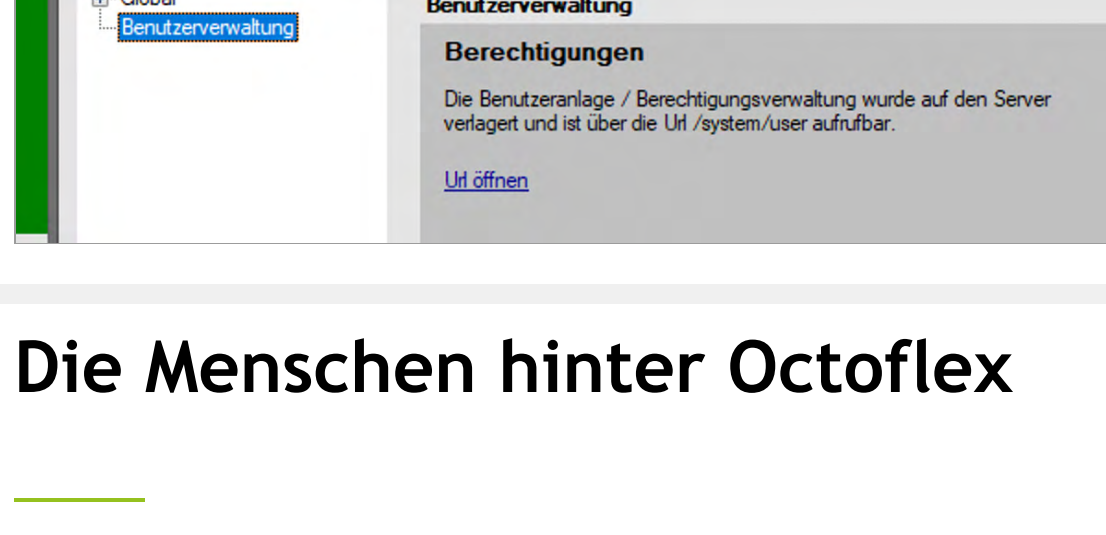 Global
Benutzerverwaltung
Benutzerverwaltung
Berechtigungen
Die Benutzeranlage / Berechtigungsverwaltung wurde auf den Server
verlagert und ist über die Url /system/user aufrufbar.
Url öffnen
Die Menschen hinter Octoflex